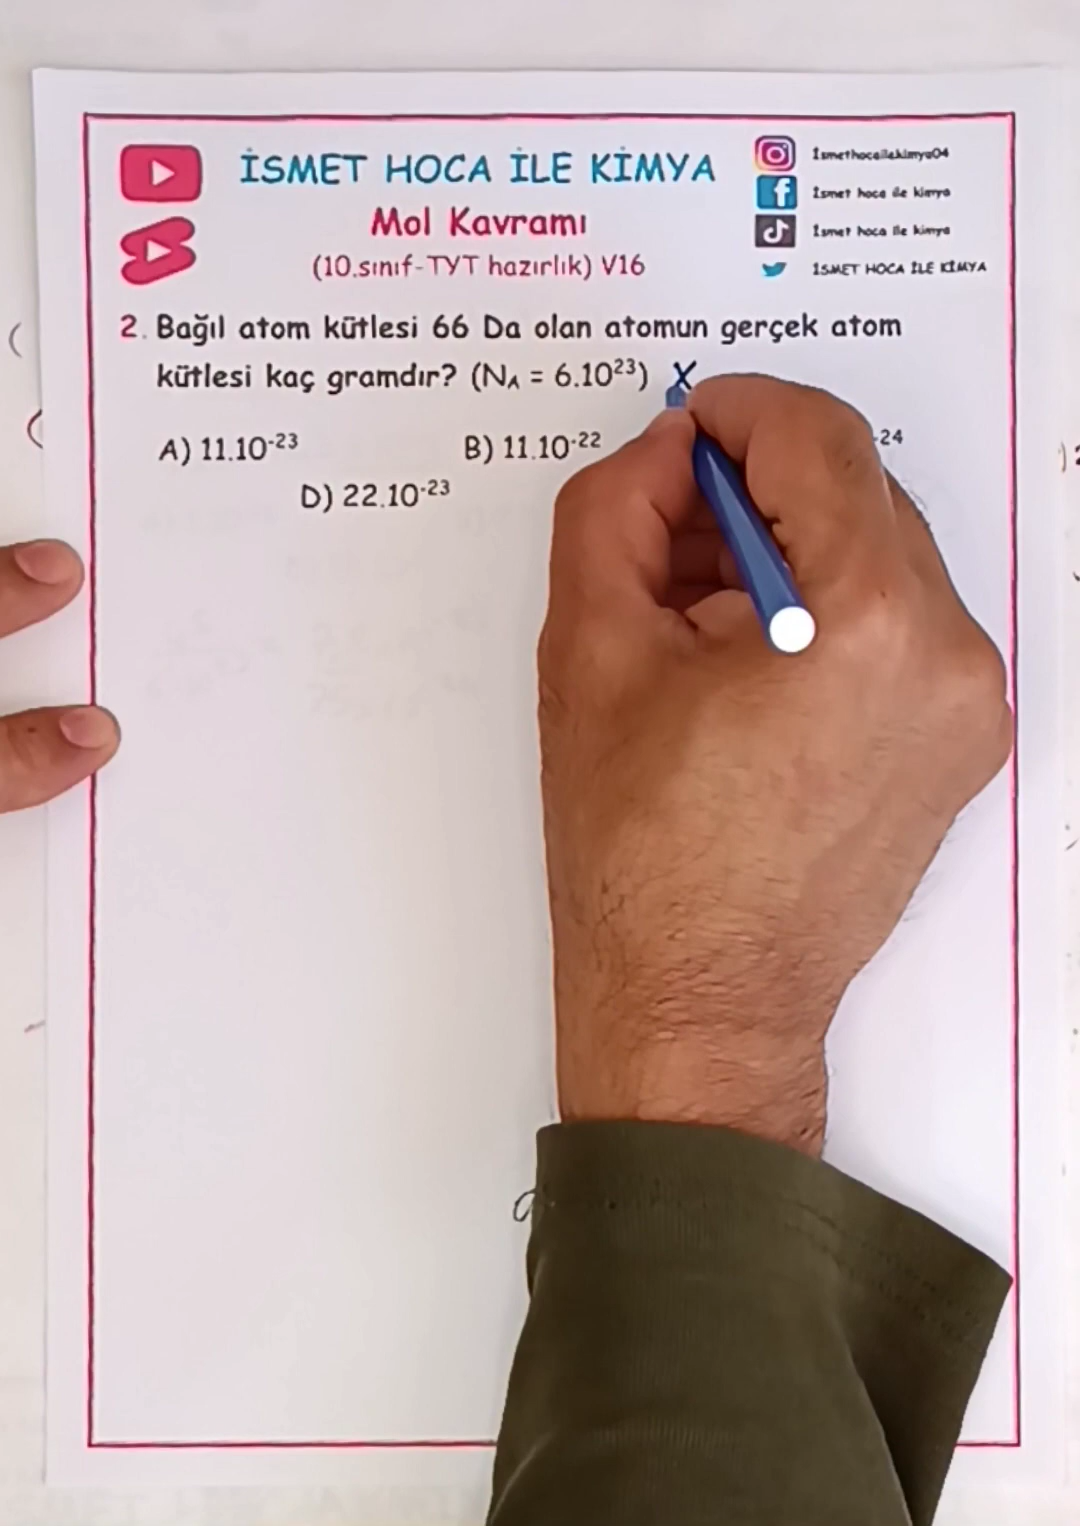 İSMET HOCA İLE KİMYA
Mol Kavramı
(10.sınıf-TYT hazırlık) V16
İsmethocailekimya04
İsmet hoca ile kimya
İsmet hoca ile kimya
İSMET HOCA İLE KİMYA
2. Bağıl atom kütlesi 66 Da olan atomun gerçek atom
kütlesi kaç gramdır? (Nᴀ = 6.10²³) X
A) 11.10⁻²³ B) 11.10⁻²² ⁻²⁴
D) 22.10⁻²³